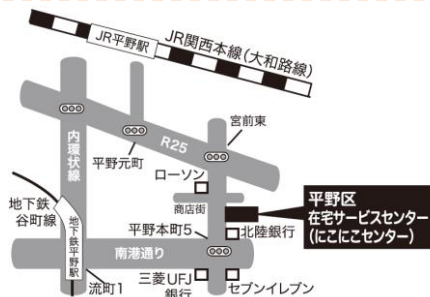 JR平野駅
JR関西本線(大和路線)
内環状線
R25
宮前東
平野元町
ローソン
商店街
平野区
在宅サービスセンター
(にこにこセンター)
地下鉄
谷町線
地下鉄平野駅
平野本町5
北陸銀行
南港通り
流町1
三菱UFJ
銀行
セブンイレブン